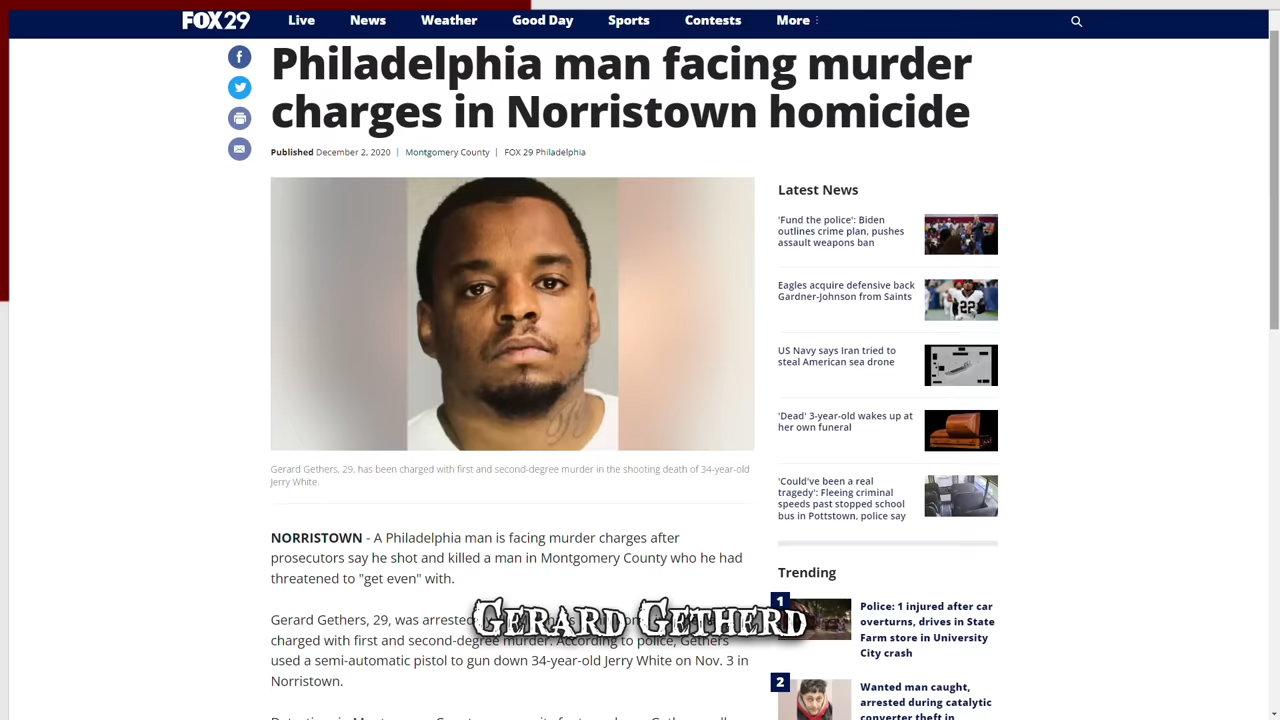 FOX 29
Live News Weather Good Day Sports Contests More
Philadelphia man facing murder
charges in Norristown homicide
Published December 2, 2020 | Montgomery County | FOX 29 Philadelphia
Gerard Gethers, 29, has been charged with first and second-degree murder in the shooting death of 34-year-old
Jerry White.
NORRISTOWN - A Philadelphia man is facing murder charges after
prosecutors say he shot and killed a man in Montgomery County who he had
threatened to "get even" with.
Gerard Gethers, 29, was arrested
charged with first and second-degree murder. According to police, Gethers
used a semi-automatic pistol to gun down 34-year-old Jerry White on Nov. 3 in
Norristown.
Gerard Getherd
Latest News
'Fund the police': Biden
outlines crime plan, pushes
assault weapons ban
Eagles acquire defensive back
Gardner-Johnson from Saints
22
US Navy says Iran tried to
steal American sea drone
'Dead' 3-year-old wakes up at
her own funeral
'Could've been a real
tragedy': Fleeing criminal
speeds past stopped school
bus in Pottstown, police say
Trending
1
Police: 1 injured after car
overturns, drives in State
Farm store in University
City crash
2
Wanted man caught,
arrested during catalytic
converter theft in